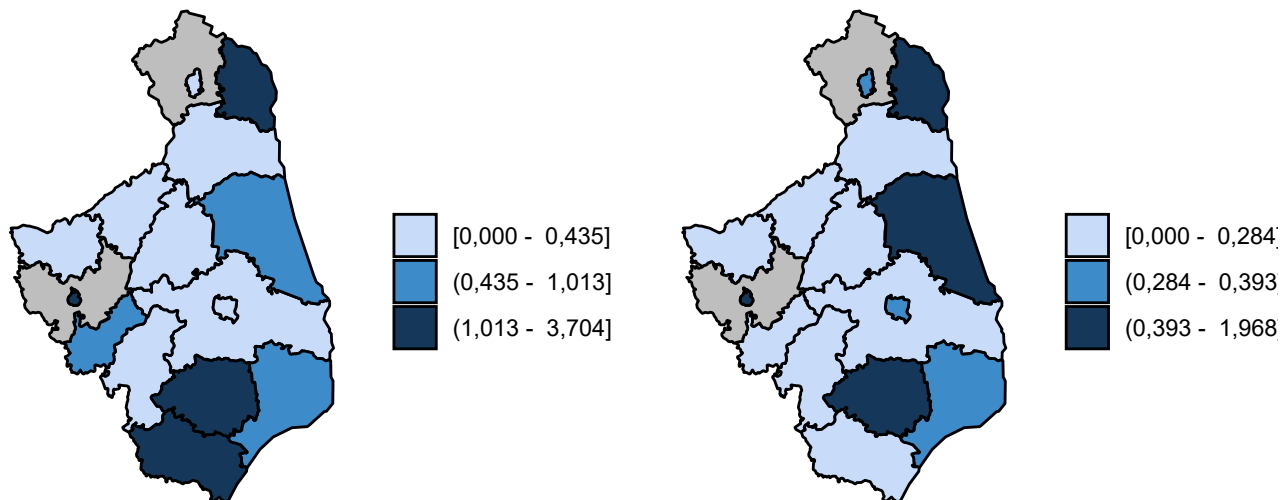 [0,000 - 0,435]
(0,435 - 1,013]
(1,013 - 3,704]
[0,000 - 0,284]
(0,284 - 0,393]
(0,393 - 1,968]